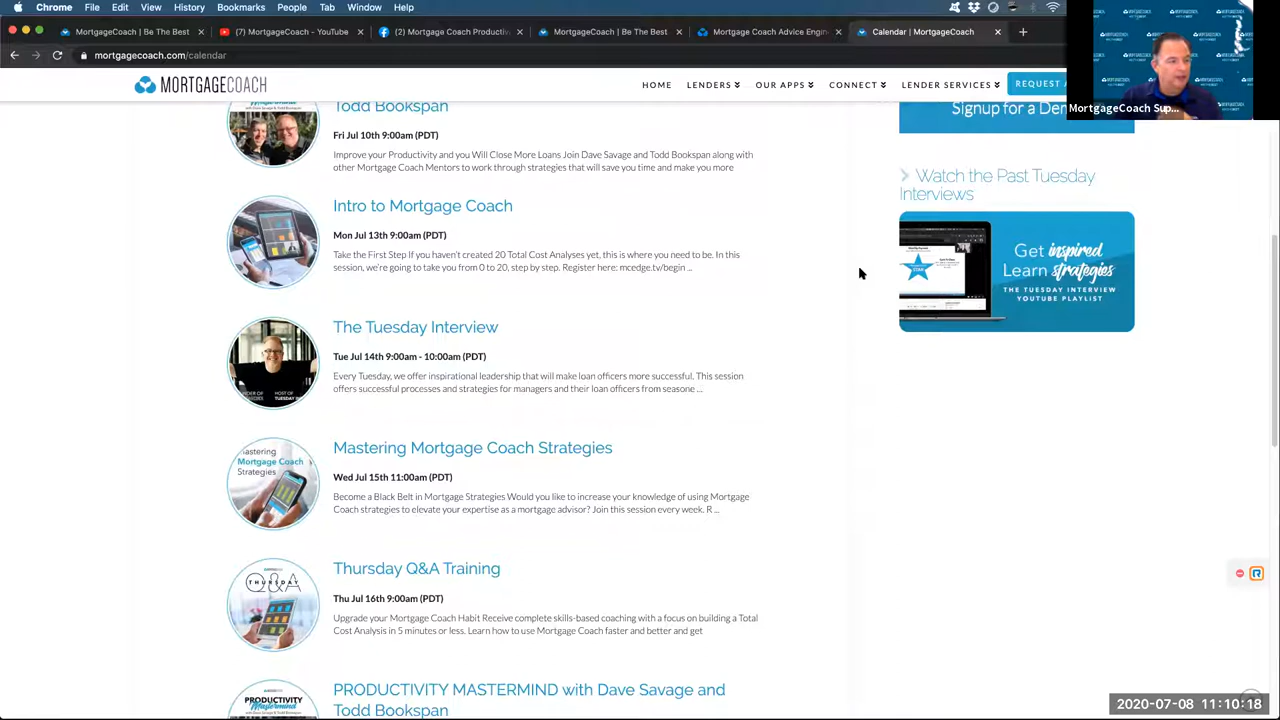 Chrome File Edit View History Bookmarks People Tab Window Help
MortgageCoach | Be The Best
(7) MortgageCoach - YouTube
Mortgage Coach Producti
MortgageCoach | Be The Best
Mortgage Coach Advice
Calendar | MortgageCoach
mortgagecoach.com/calendar
MORTGAGECOACH
HOME LENDERS OUR CONNECT LENDER SERVICES
REQUEST A
MortgageCoach Sup...
Todd Bookspan
Fri Jul 10th 9:00am (PDT)
Improve your Productivity and you Will Close More Loans Join Dave Savage and Todd Bookspan along with
other Mortgage Coach Mentors to work through strategies that will save you time and make you more
Intro to Mortgage Coach
Mon Jul 13th 9:00am (PDT)
Take Two If you haven't created 20 Total Cost Analyses yet, this is where you need to be. In this
session, we're going to get you from 0 to 20 step by step. Register here: mcedge.tv/begin ...
The Tuesday Interview
Tue Jul 14th 9:00am - 10:00am (PDT)
Every Tuesday, we offer inspirational leadership that will make loan officers more successful. This session
offers successful processes and strategies for managers and their loan officers from seasone ...
Mastering
Mortgage Coach
Strategies
Mastering Mortgage Coach Strategies
Wed Jul 15th 11:00am (PDT)
Become a Black Belt in Mortgage Strategies Would you like to increase your knowledge of using Mortgage
Coach strategies to elevate your expertise as a mortgage advisor? Join this session every week. R ...
THURSDAY
Q&A
Thursday Q&A Training
Thu Jul 16th 9:00am (PDT)
Upgrade your Mortgage Coach Habit Receive complete skills-based coaching with a focus on building a Total
Cost Analysis in 5 minutes or less. Learn how to use Mortgage Coach faster and better and get
PRODUCTIVITY
Mastermind
PRODUCTIVITY MASTERMIND with Dave Savage and
Todd Bookspan
Signup for a Dem
Watch the Past Tuesday
Interviews
Get inspired
Learn strategies
THE TUESDAY INTERVIEW
YOUTUBE PLAYLIST
2020-07-08 11:10:18